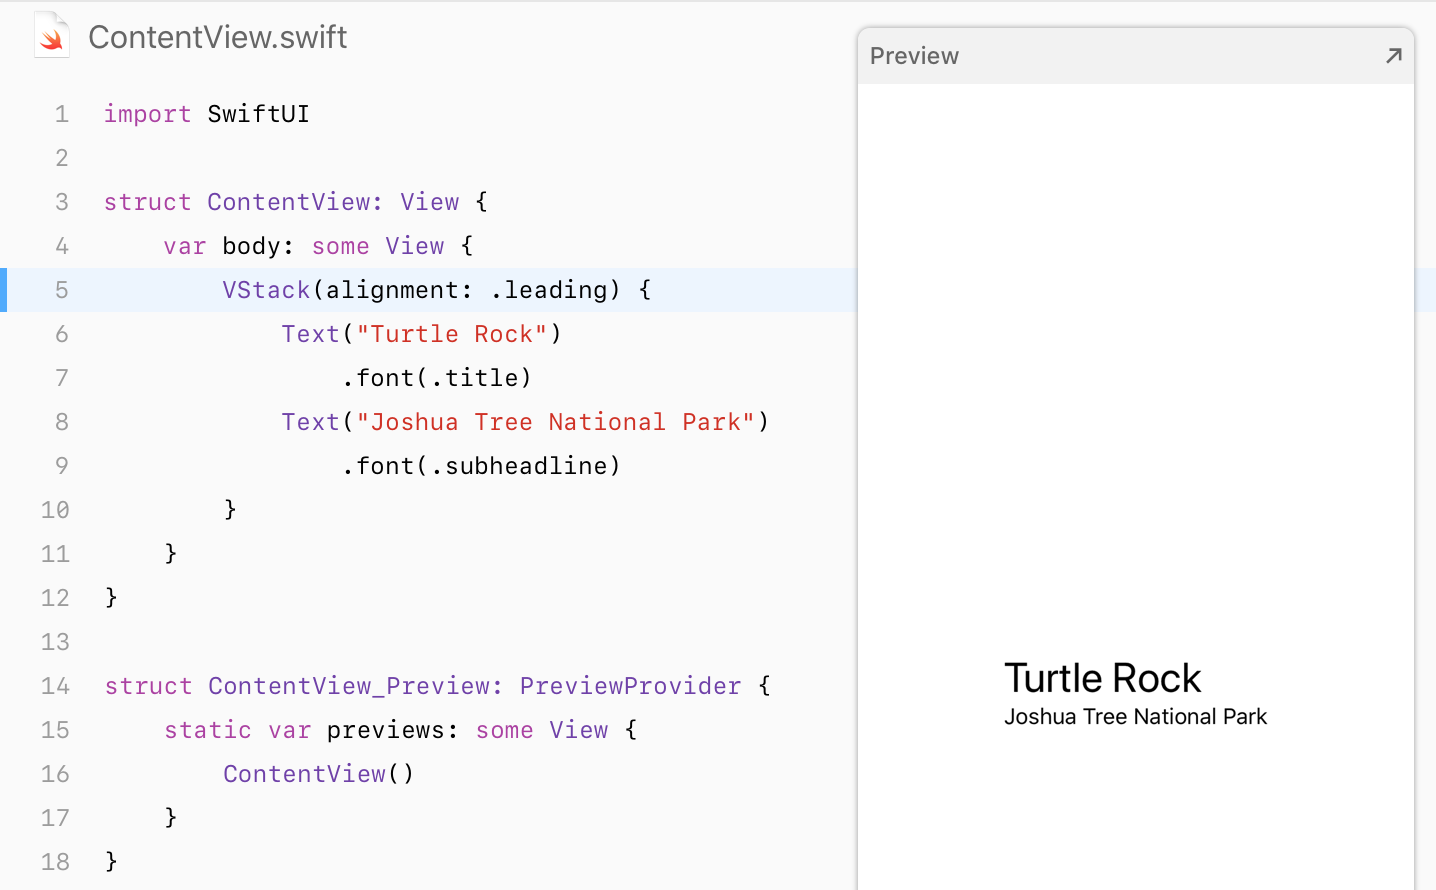 ContentView.swift
1 import SwiftUI
2
3 struct ContentView: View {
4     var body: some View {
5         VStack(alignment: .leading) {
6             Text("Turtle Rock")
7                 .font(.title)
8             Text("Joshua Tree National Park")
9                 .font(.subheadline)
10         }
11     }
12 }
13
14 struct ContentView_Preview: PreviewProvider {
15     static var previews: some View {
16         ContentView()
17     }
18 }
Preview
Turtle Rock
Joshua Tree National Park